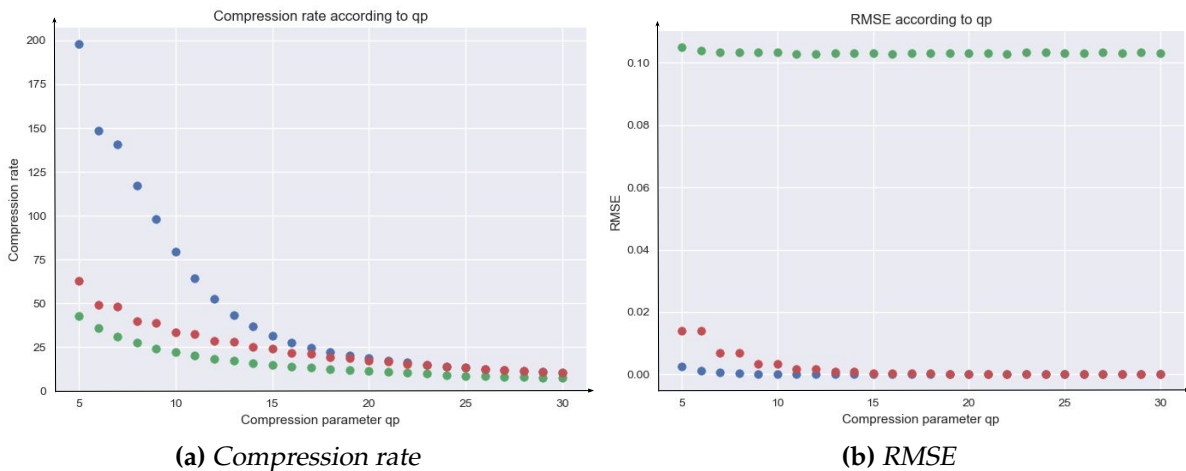 Compression rate according to qp
200
175
150
125
100
75
50
25
0
Compression rate
5 10 15 20 25 30
Compression parameter qp
(a) Compression rate
RMSE according to qp
0.10
0.08
0.06
0.04
0.02
0.00
RMSE
5 10 15 20 25 30
Compression parameter qp
(b) RMSE